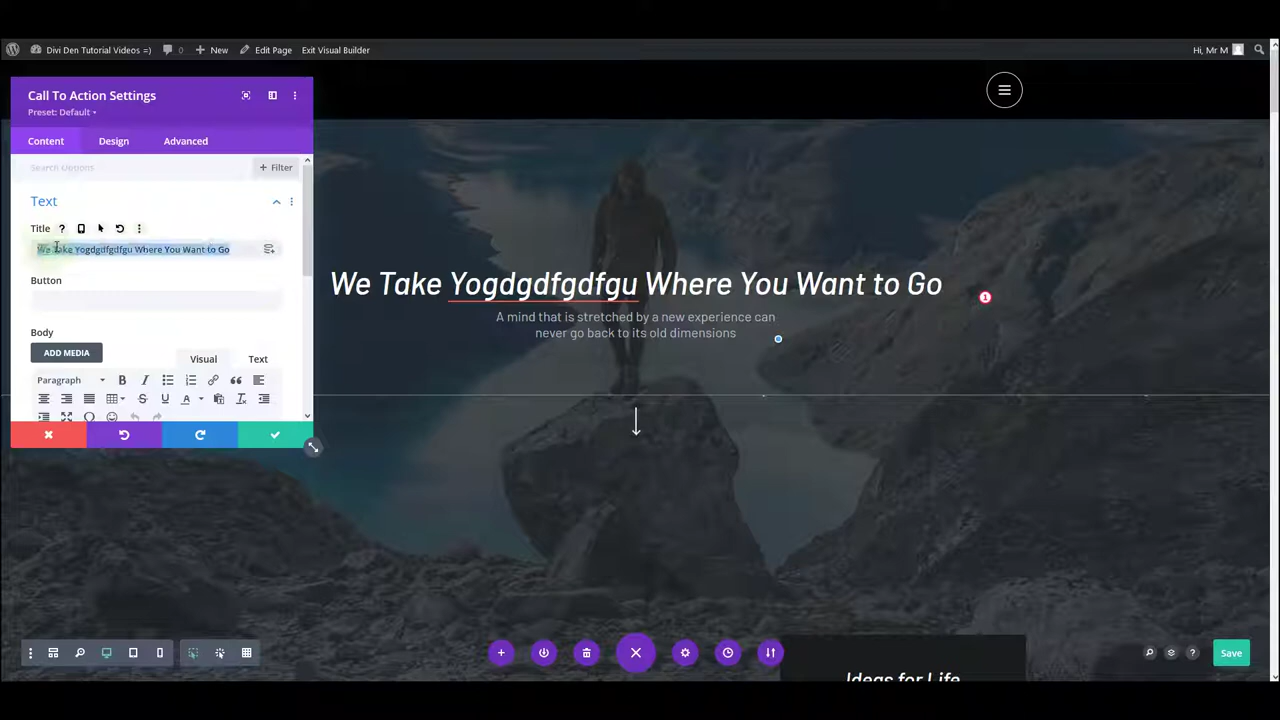 Divi Den Tutorial Videos =) 0 New Edit Page Exit Visual Builder Hi, Mr M
Call To Action Settings
Preset: Default
Content Design Advanced
Search Options Filter
Text
Title
We Take Yogdgdfgdfgu Where You Want to Go
Button
Body
ADD MEDIA
Visual Text
Paragraph
We Take Yogdgdfgdfgu Where You Want to Go
1
A mind that is stretched by a new experience can
never go back to its old dimensions
Save
Ideas for Life